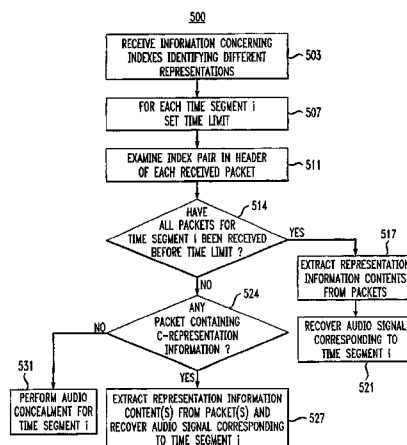 500
RECEIVE INFORMATION CONCERNING
INDEXES IDENTIFYING DIFFERENT
REPRESENTATIONS
503
FOR EACH TIME SEGMENT i
SET TIME LIMIT
507
EXAMINE INDEX PAIR IN HEADER
OF EACH RECEIVED PACKET
511
514
HAVE
ALL PACKETS FOR
TIME SEGMENT i BEEN RECEIVED
BEFORE TIME LIMIT ?
YES
517
EXTRACT REPRESENTATION
INFORMATION CONTENTS
FROM PACKETS
NO
524
ANY
PACKET CONTAINING
C-REPRESENTATION
INFORMATION ?
NO
RECOVER AUDIO SIGNAL
CORRESPONDING TO
TIME SEGMENT i
521
531
PERFORM AUDIO
CONCEALMENT FOR
TIME SEGMENT i
YES
EXTRACT REPRESENTATION INFORMATION
CONTENT(S) FROM PACKET(S) AND
RECOVER AUDIO SIGNAL CORRESPONDING
TO TIME SEGMENT i
527